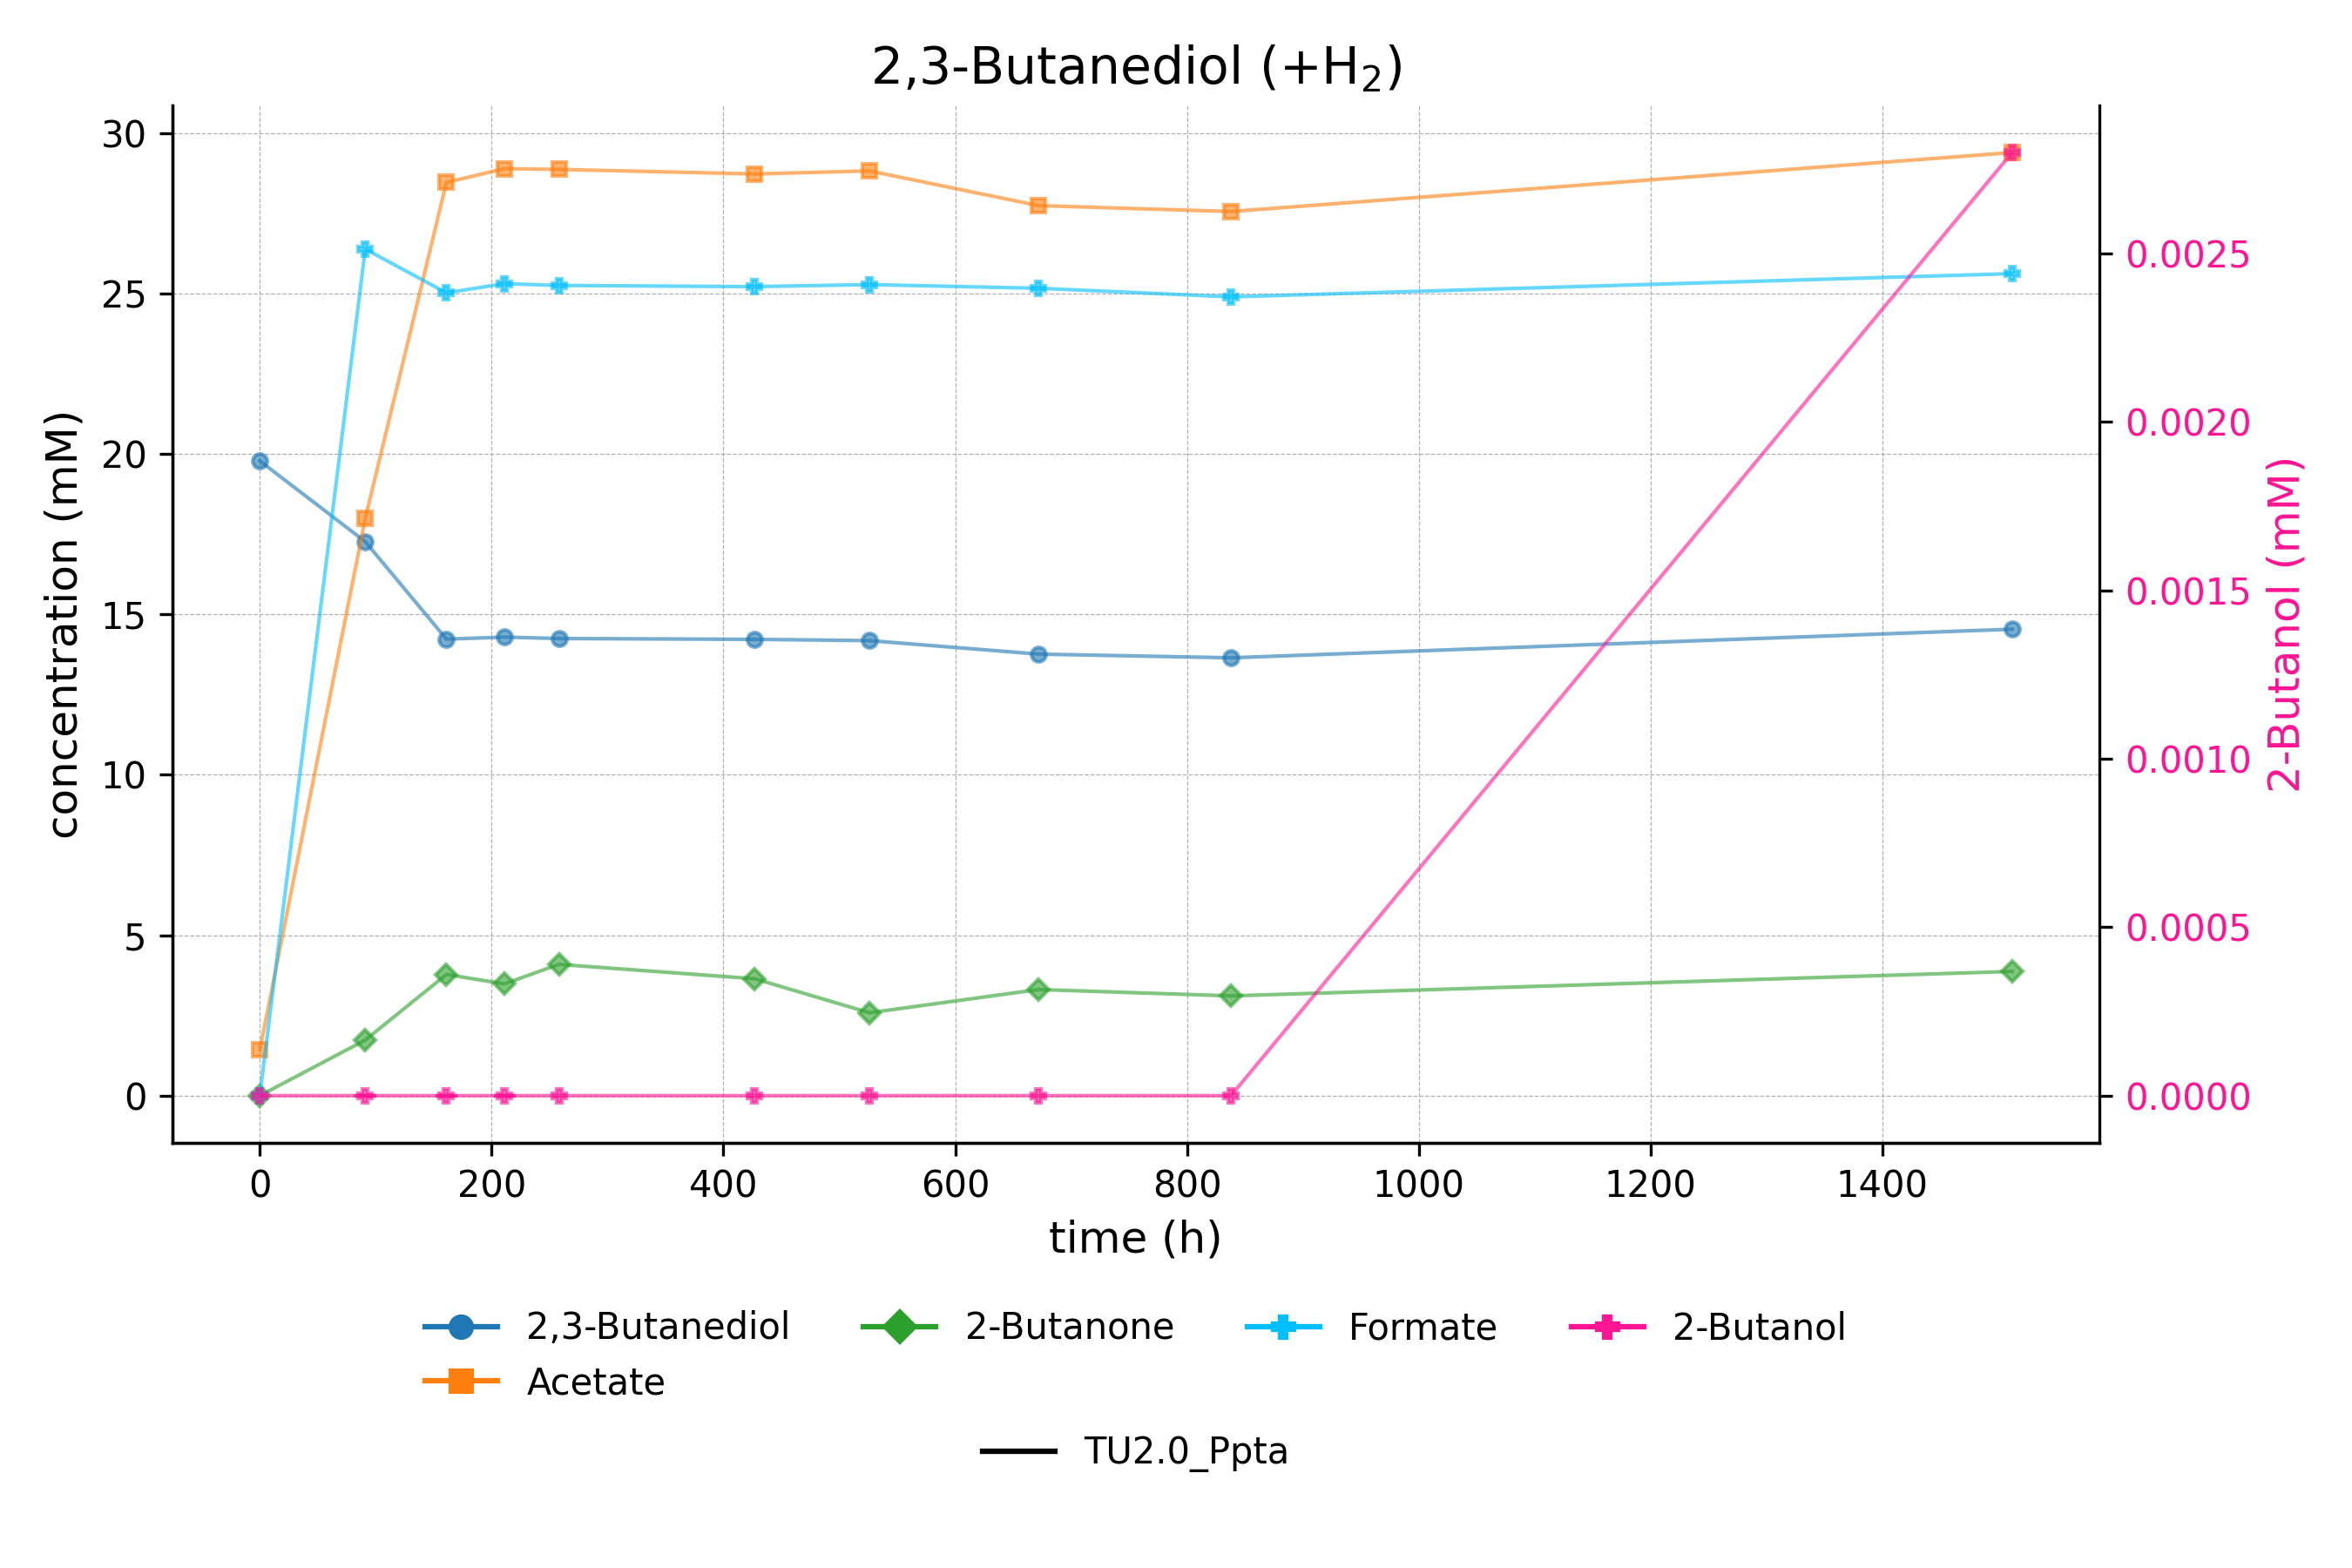 2,3-Butanediol (+H₂)
concentration (mM)
30
25
20
15
10
5
0
0.0025
0.0020
0.0015
0.0010
0.0005
0.0000
2-Butanol (mM)
0 200 400 600 800 1000 1200 1400
time (h)
2,3-Butanediol 2-Butanone Formate 2-Butanol
Acetate
TU2.0_Ppta